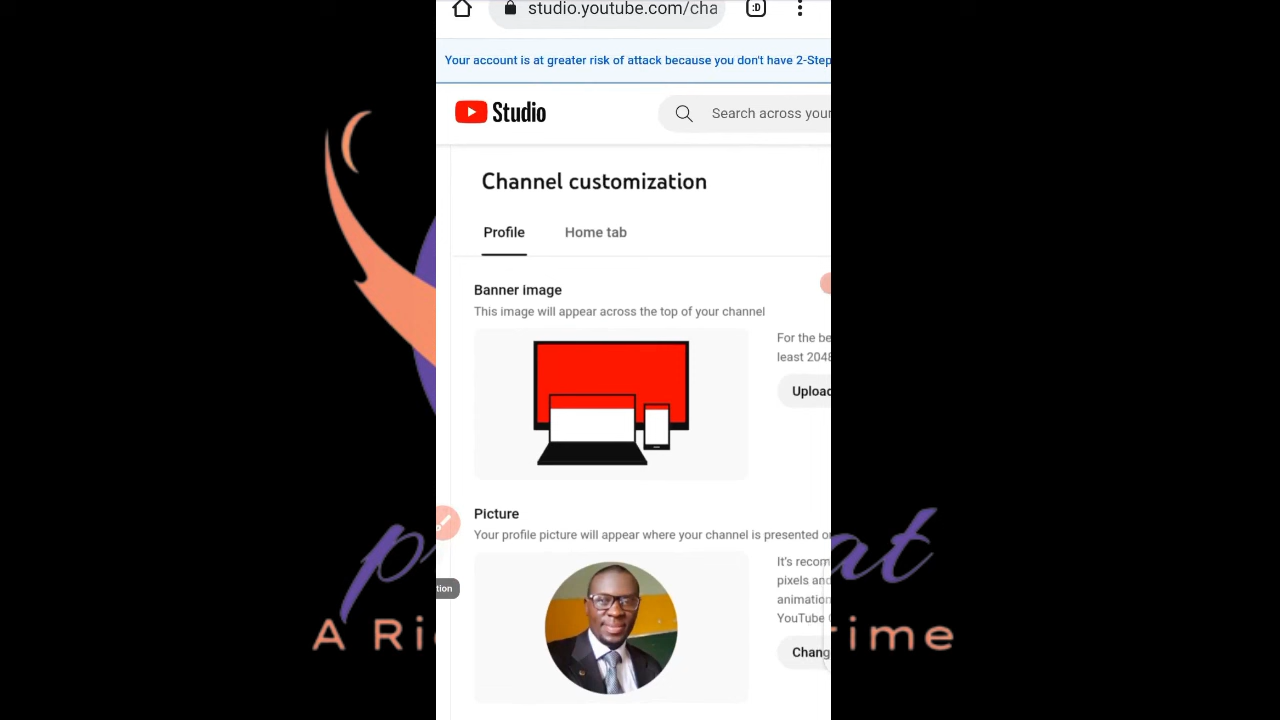 studio.youtube.com/cha
:D
Your account is at greater risk of attack because you don't have 2-Step
Studio
Search across your
Channel customization
Profile
Home tab
Banner image
This image will appear across the top of your channel
For the be
least 2048
Upload
Picture
Your profile picture will appear where your channel is presented o
tion
It's recom
pixels and
animation
YouTube
Chang
p
at
A Ri
rime